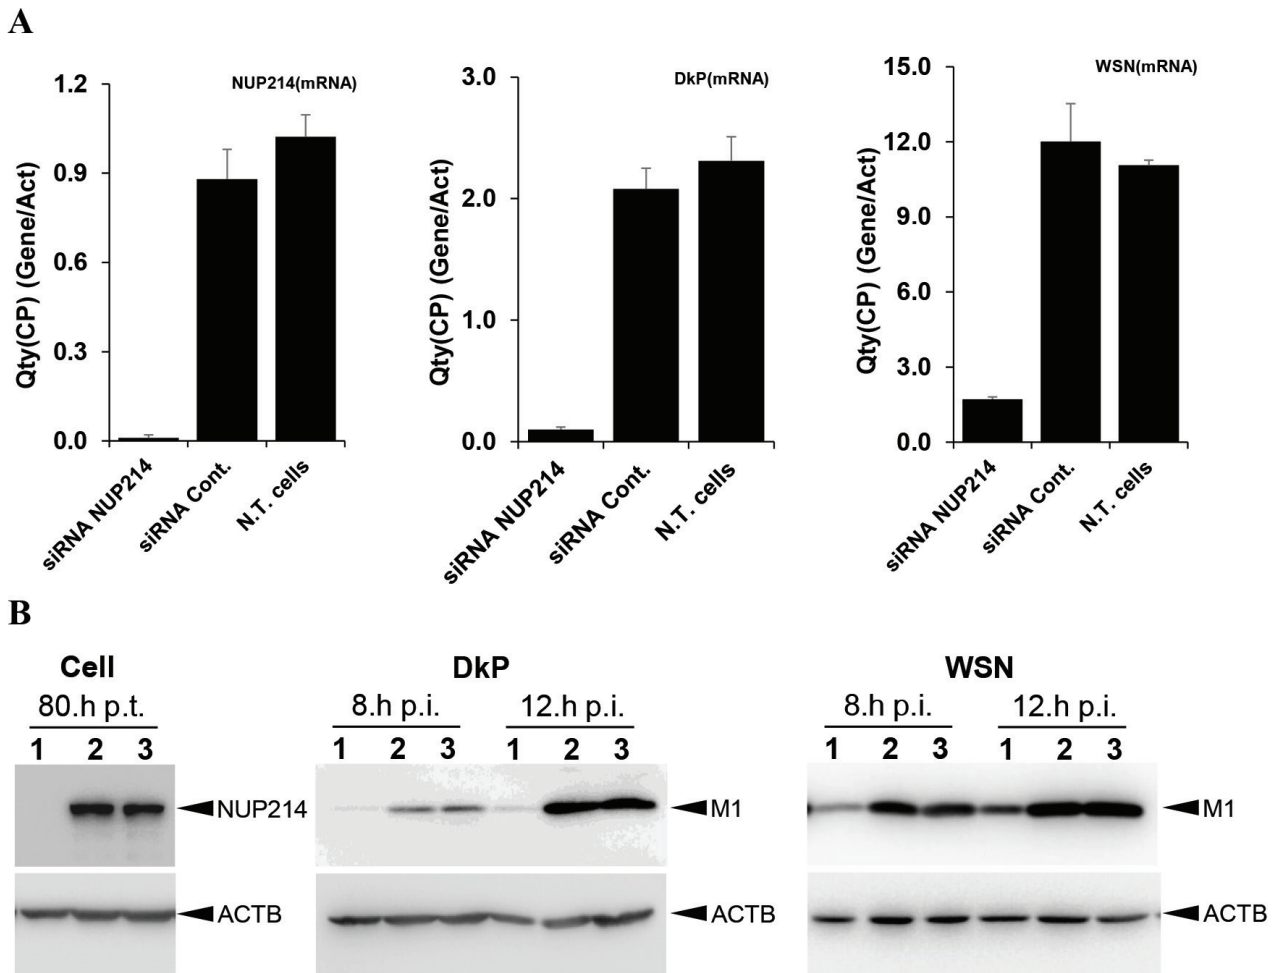 A
NUP214(mRNA)
Qty(CP) (Gene/Act)
1.2
0.9
0.6
0.3
0.0
siRNA NUP214
siRNA Cont.
N.T. cells
DkP(mRNA)
Qty(CP) (Gene/Act)
3.0
2.0
1.0
0.0
siRNA NUP214
siRNA Cont.
N.T. cells
WSN(mRNA)
Qty(CP) (Gene/Act)
15.0
12.0
9.0
6.0
3.0
0.0
siRNA NUP214
siRNA Cont.
N.T. cells
B
Cell
80.h p.t.
1 2 3
NUP214
ACTB
DkP
8.h p.i. 12.h p.i.
1 2 3 1 2 3
M1
ACTB
WSN
8.h p.i. 12.h p.i.
1 2 3 1 2 3
M1
ACTB